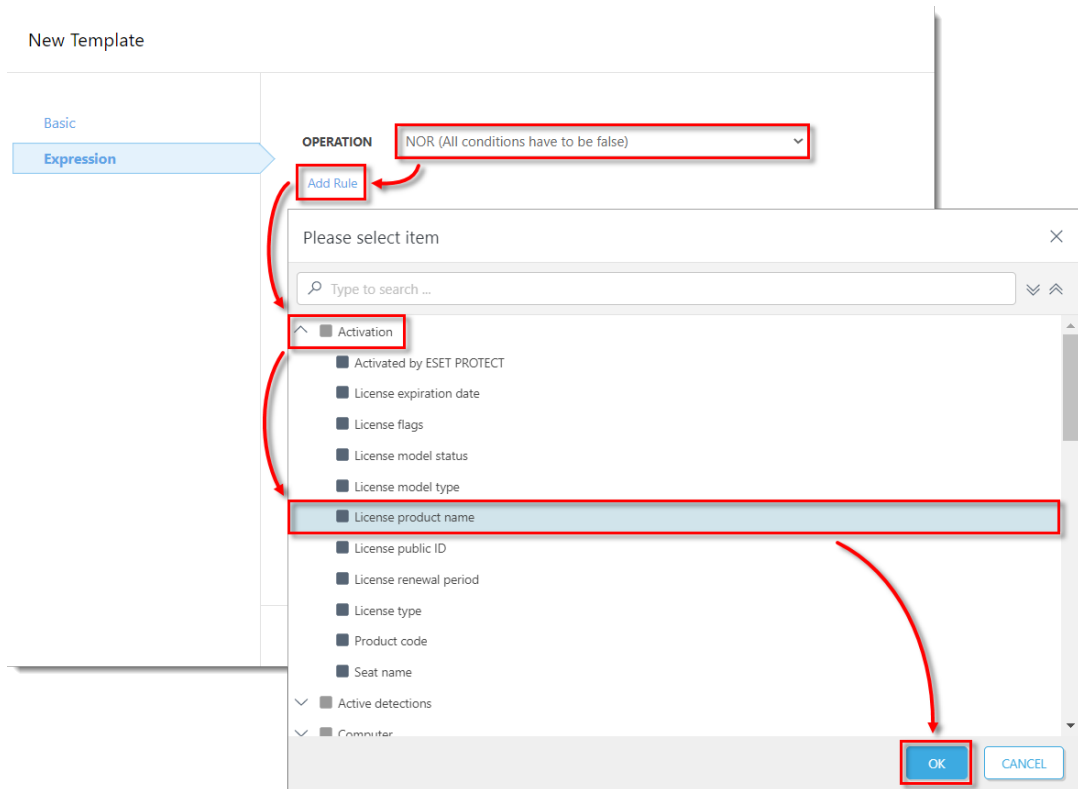 New Template
Basic
Expression
OPERATION NOR (All conditions have to be false)
Add Rule
Please select item
Type to search ...
Activation
Activated by ESET PROTECT
License expiration date
License flags
License model status
License model type
License product name
License public ID
License renewal period
License type
Product code
Seat name
Active detections
Computer
OK CANCEL